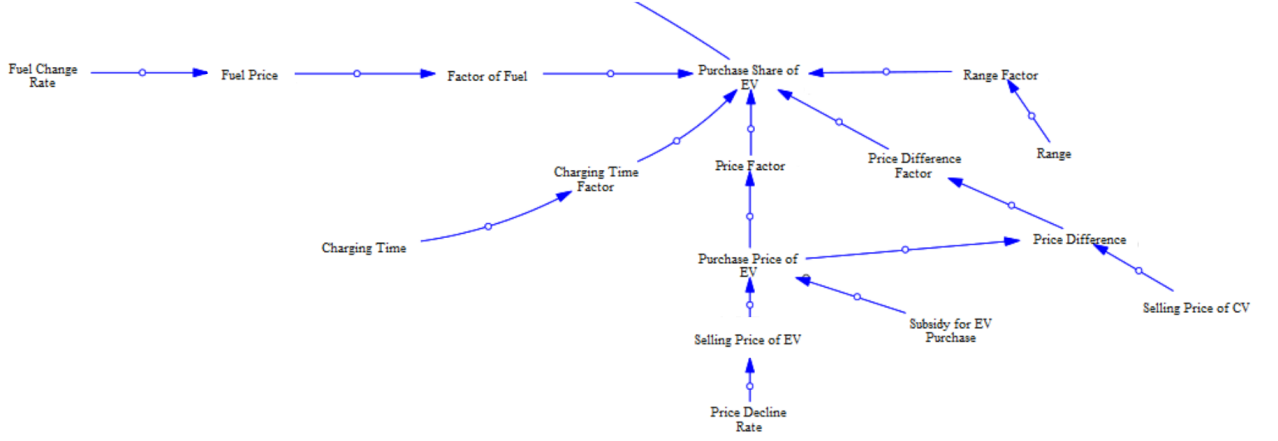 Fuel Change
Rate
Fuel Price
Factor of Fuel
Purchase Share of
EV
Range Factor
Range
Charging Time
Factor
Price Factor
Price Difference
Factor
Charging Time
Purchase Price of
EV
Price Difference
Selling Price of CV
Subsidy for EV
Purchase
Selling Price of EV
Price Decline
Rate